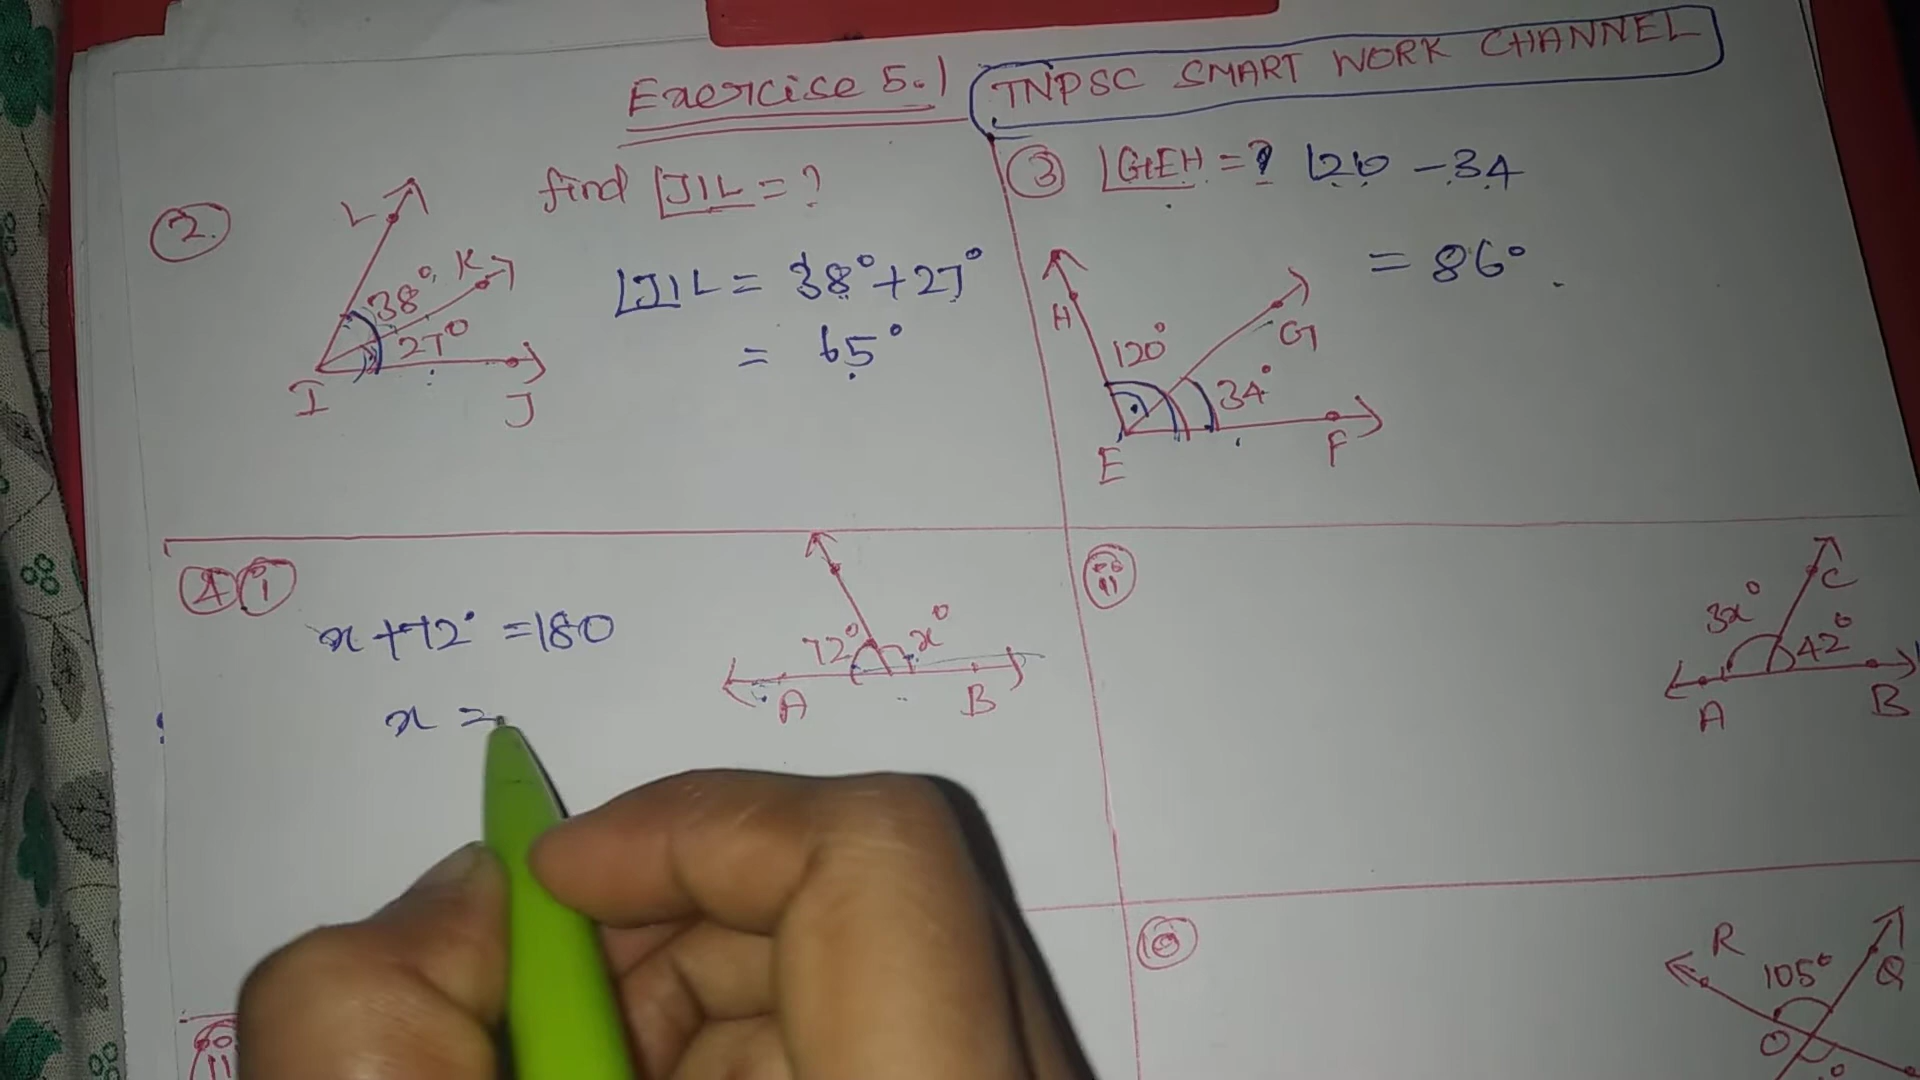 Exercise 5.1
TNPSC SMART WORK CHANNEL
2.
find ∠JIL = ?
L
38°
K
27°
I
J
∠JIL = 38° + 27°
= 65°
3
∠GEH = ? 120 - 34
= 86°
H
120°
G
34°
E
F
4 i
x + 72° = 180
x =
72°
x°
A
B
ii
3x°
C
42°
A
B
R
105°
Q
O